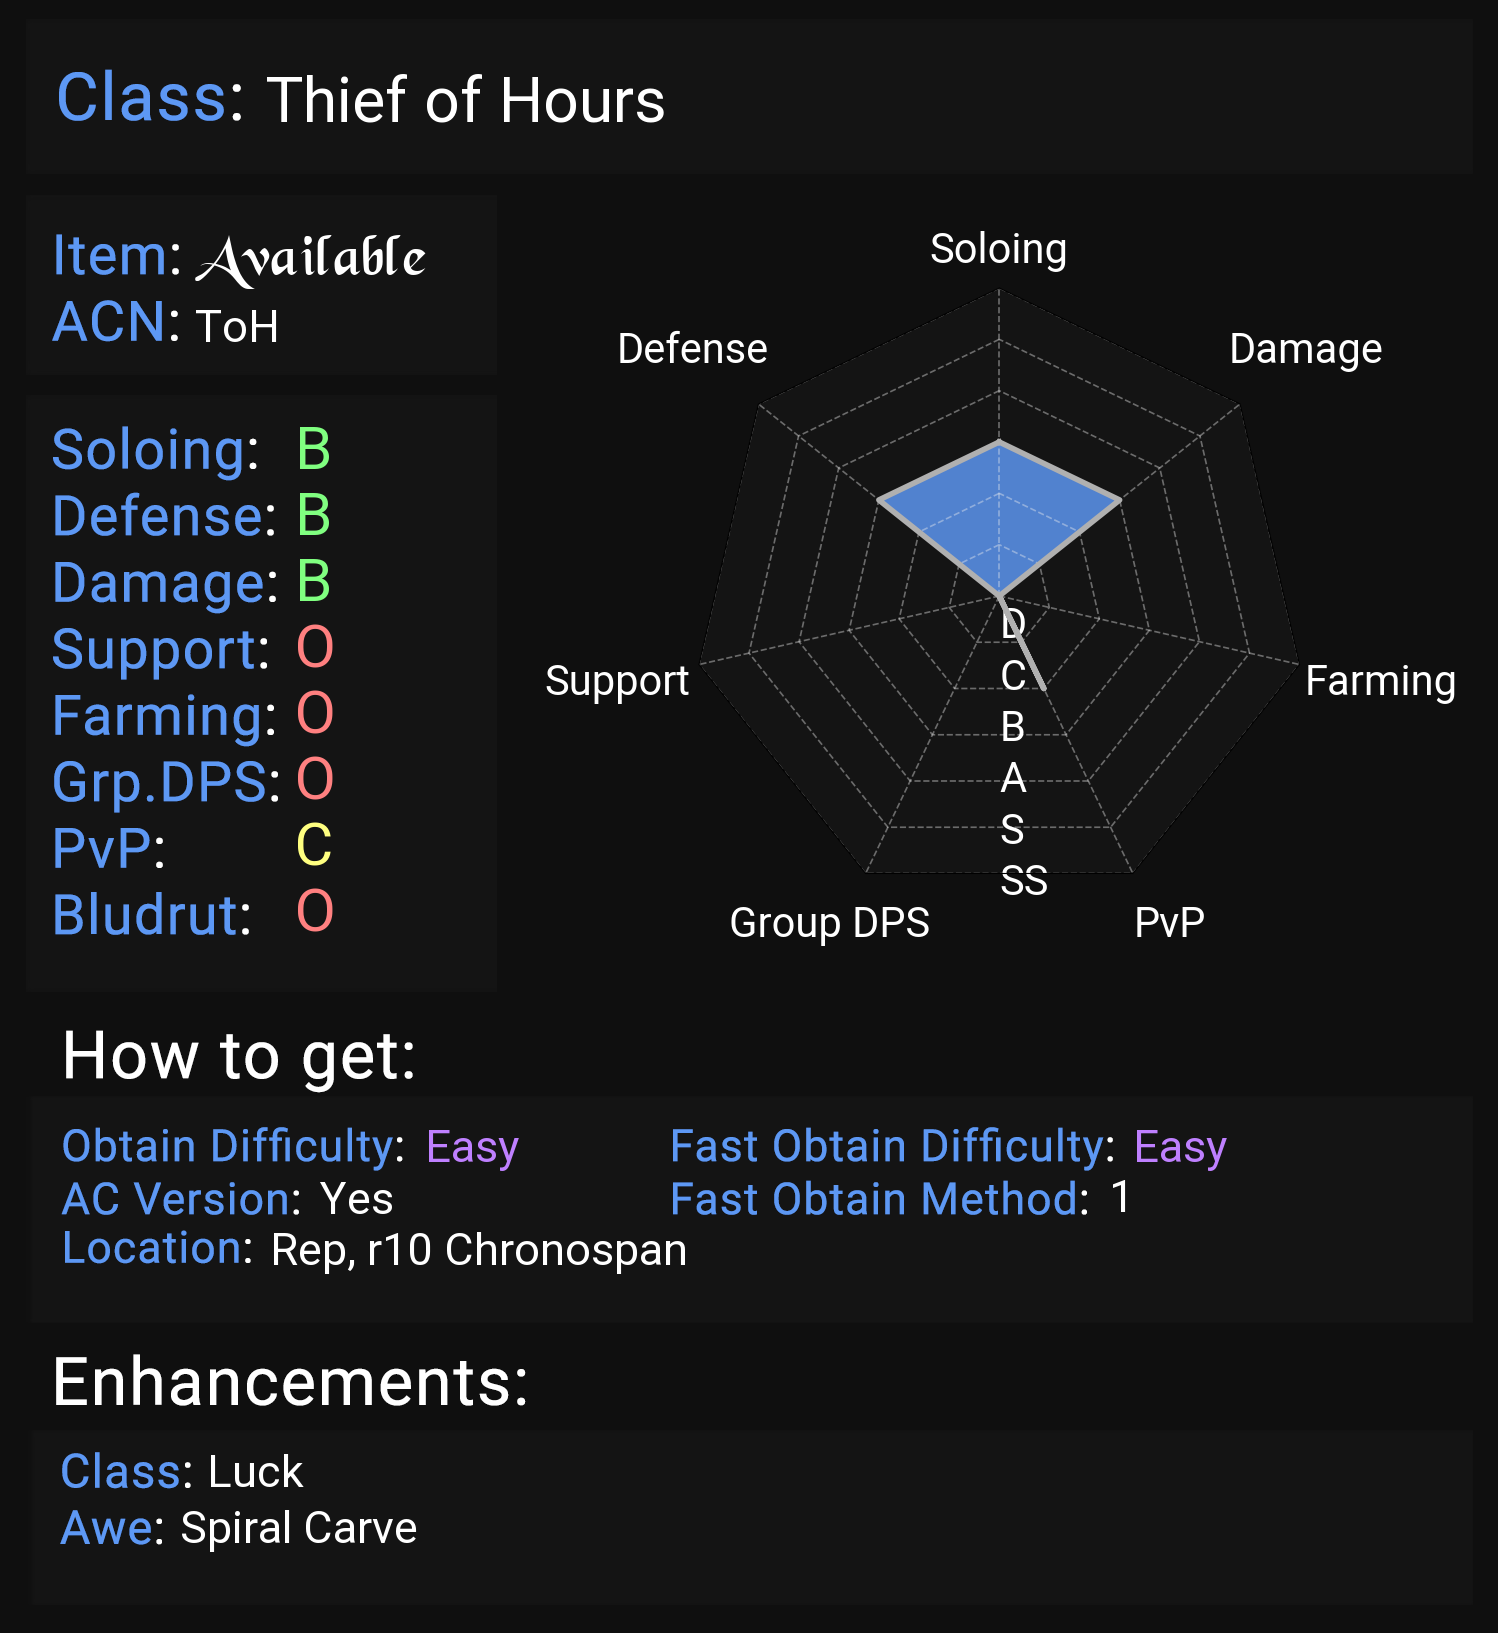 Class: Thief of Hours
Item: Available
ACN: ToH
Soloing: B
Defense: B
Damage: B
Support: O
Farming: O
Grp.DPS: O
PvP: C
Bludrut: O
Soloing
Defense
Damage
Support
Farming
D
C
B
A
S
SS
Group DPS
PvP
How to get:
Obtain Difficulty: Easy
Fast Obtain Difficulty: Easy
AC Version: Yes
Fast Obtain Method: 1
Location: Rep, r10 Chronospan
Enhancements:
Class: Luck
Awe: Spiral Carve